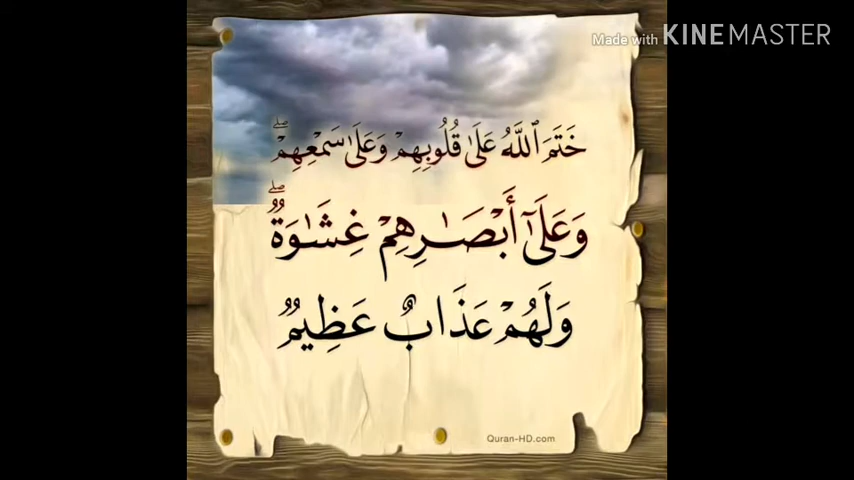 Made with KINEMASTER
خَتَمَ ٱللَّهُ عَلَىٰ قُلُوبِهِمْ وَعَلَىٰ سَمْعِهِمْ ۖ
وَعَلَىٰٓ أَبْصَـٰرِهِمْ غِشَـٰوَةٌ ۖ
وَلَهُمْ عَذَابٌ عَظِيمٌ
Quran-HD.com